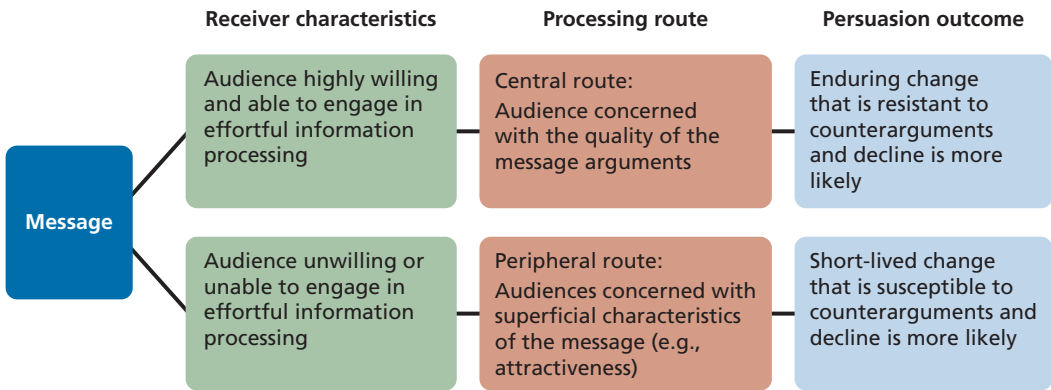 Receiver characteristics
Processing route
Persuasion outcome
Message
Audience highly willing
and able to engage in
effortful information
processing
Central route:
Audience concerned
with the quality of the
message arguments
Enduring change
that is resistant to
counterarguments
and decline is more
likely
Audience unwilling or
unable to engage in
effortful information
processing
Peripheral route:
Audiences concerned with
superficial characteristics
of the message (e.g.,
attractiveness)
Short-lived change
that is susceptible to
counterarguments and
decline is more likely